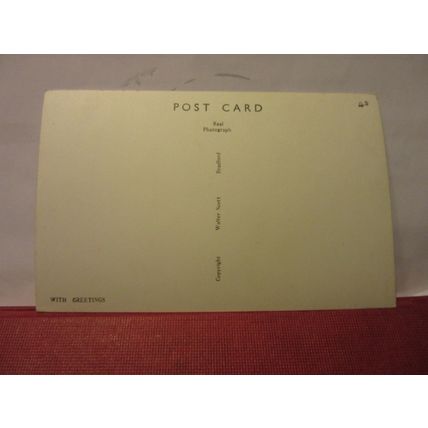 POST CARD
Real
Photograph
Copyright Walter Scott Bradford
WITH GREETINGS